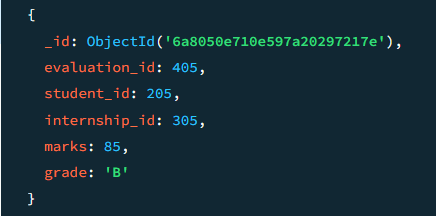 {
_id: ObjectId('6a8050e710e597a20297217e'),
evaluation_id: 405,
student_id: 205,
internship_id: 305,
marks: 85,
grade: 'B'
}